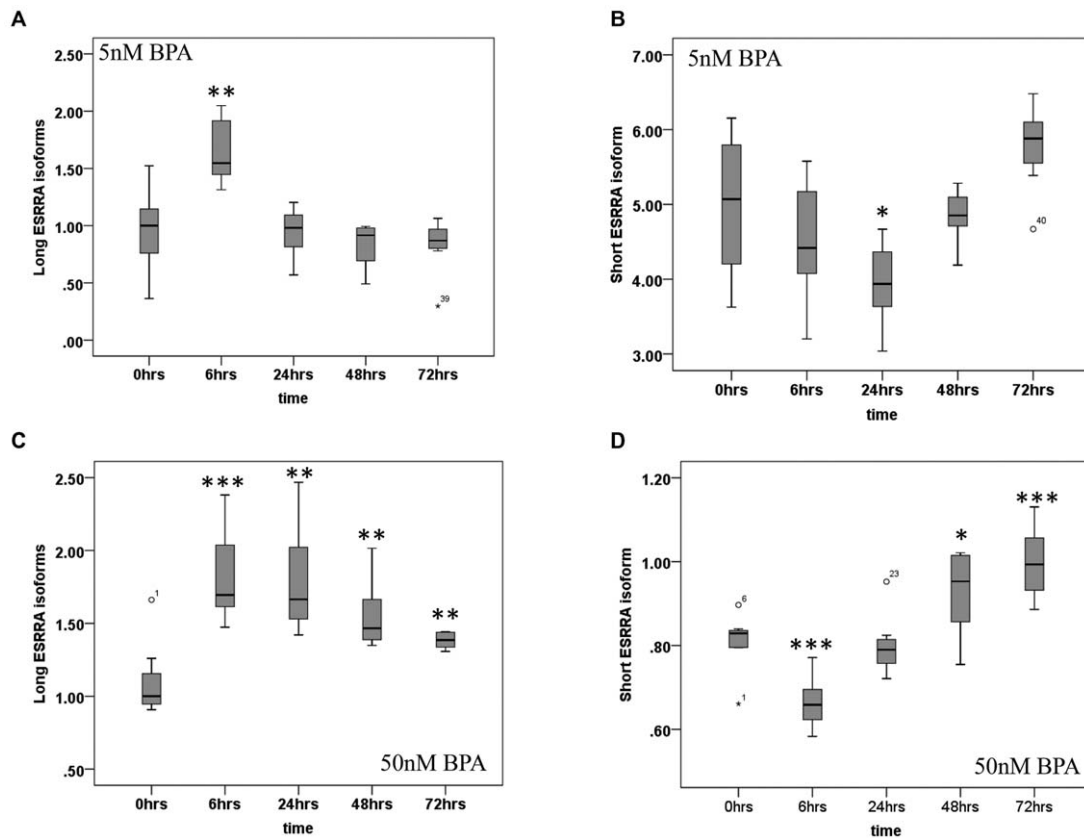 A
5nM BPA
Long ESRRA isoforms
2.50
2.00
1.50
1.00
.50
.00
**
39
0hrs 6hrs 24hrs 48hrs 72hrs
time
B
5nM BPA
Short ESRRA isoform
7.00
6.00
5.00
4.00
3.00
*
40
0hrs 6hrs 24hrs 48hrs 72hrs
time
C
Long ESRRA isoforms
2.50
2.00
1.50
1.00
.50
1
*** ** ** **
50nM BPA
0hrs 6hrs 24hrs 48hrs 72hrs
time
D
Short ESRRA isoform
1.20
1.00
.80
.60
6
1
***
23
*
***
50nM BPA
0hrs 6hrs 24hrs 48hrs 72hrs
time